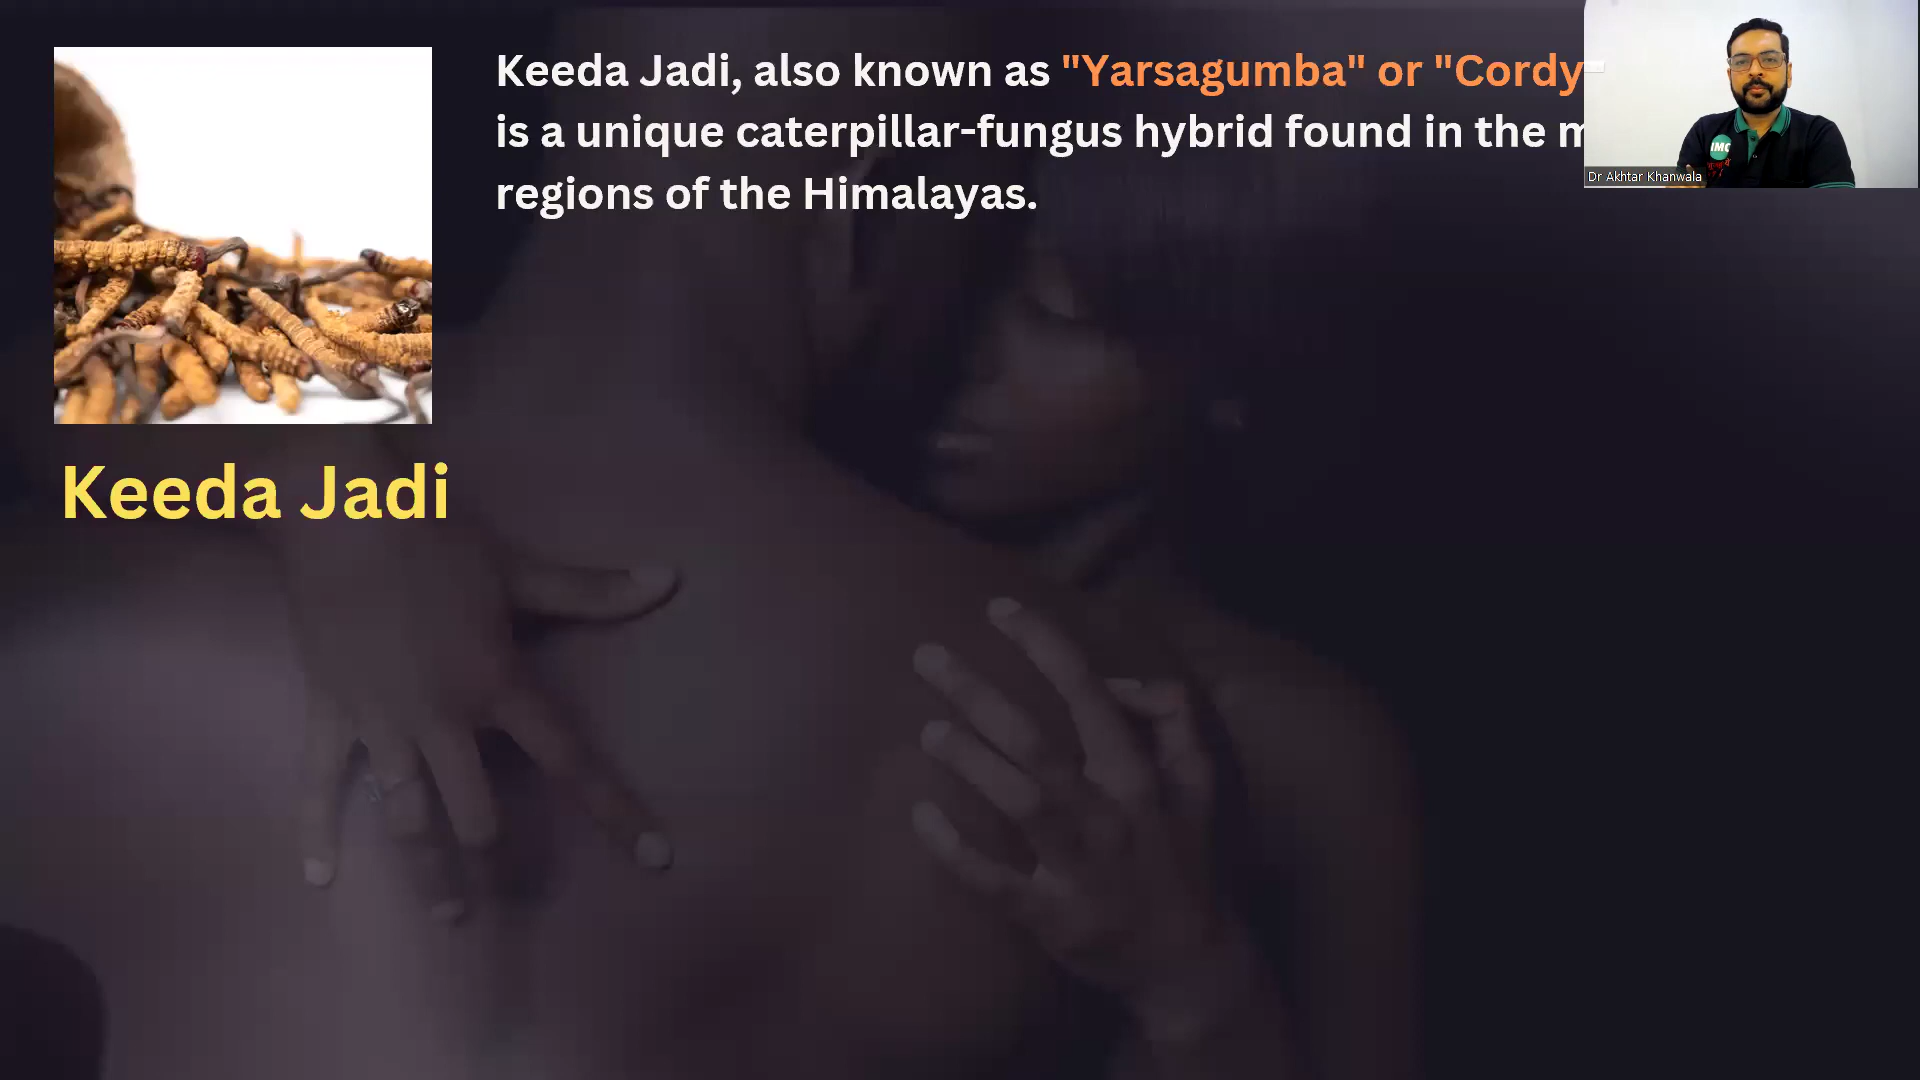 Keeda Jadi, also known as "Yarsagumba" or "Cordy
is a unique caterpillar-fungus hybrid found in the m
regions of the Himalayas.
Keeda Jadi
IMC
Dr Akhtar Khanwala